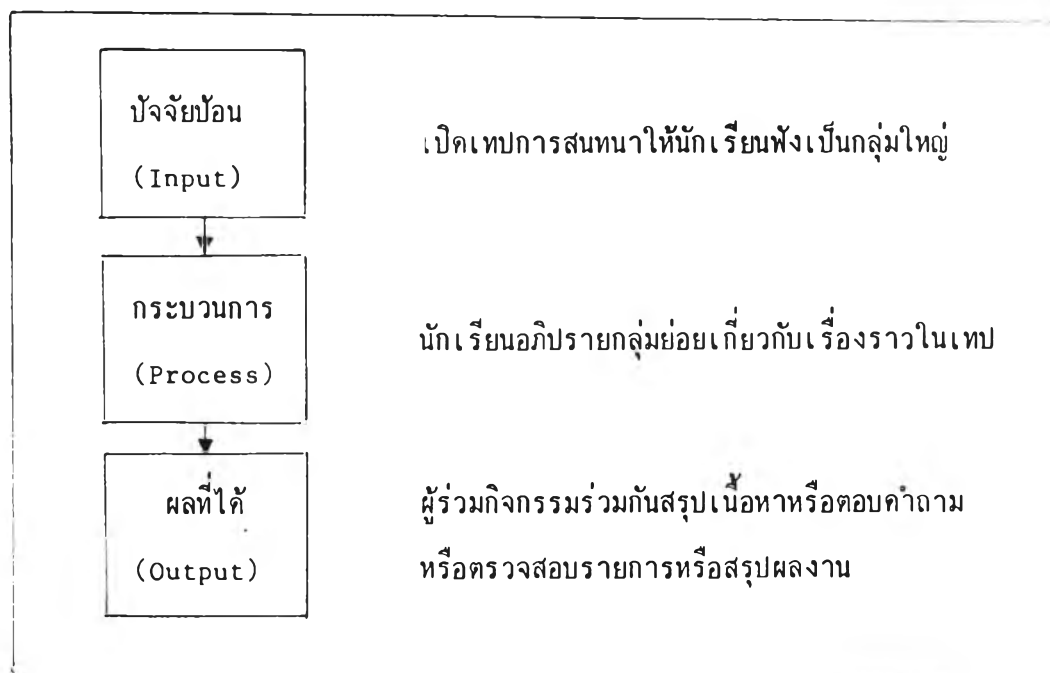 ปัจจัยป้อน
(Input)
เปิดเทปการสนทนาให้นักเรียนฟังเป็นกลุ่มใหญ่
กระบวนการ
(Process)
นักเรียนอภิปรายกลุ่มย่อยเกี่ยวกับเรื่องราวในเทป
ผลที่ได้
(Output)
ผู้ร่วมกิจกรรมร่วมกันสรุปเนื้อหาหรือตอบคำถาม
หรือตรวจสอบรายการหรือสรุปผลงาน